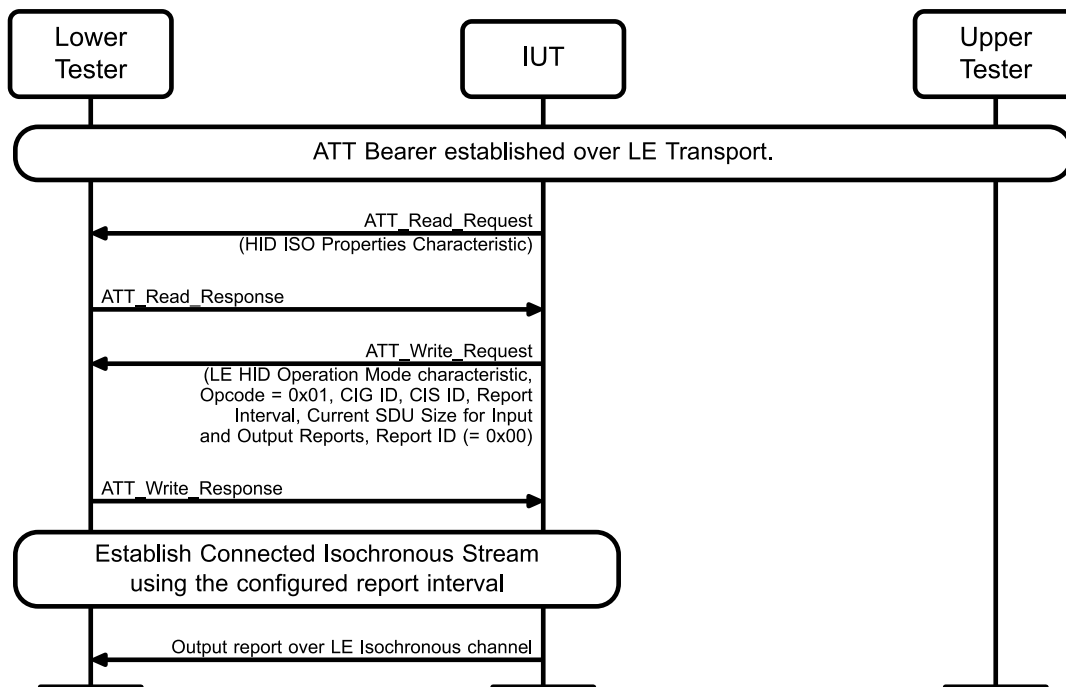 Lower
Tester
IUT
Upper
Tester
ATT Bearer established over LE Transport.
ATT_Read_Request
(HID ISO Properties Characteristic)
ATT_Read_Response
ATT_Write_Request
(LE HID Operation Mode characteristic,
Opcode = 0x01, CIG ID, CIS ID, Report
Interval, Current SDU Size for Input
and Output Reports, Report ID (= 0x00)
ATT_Write_Response
Establish Connected Isochronous Stream
using the configured report interval
Output report over LE Isochronous channel